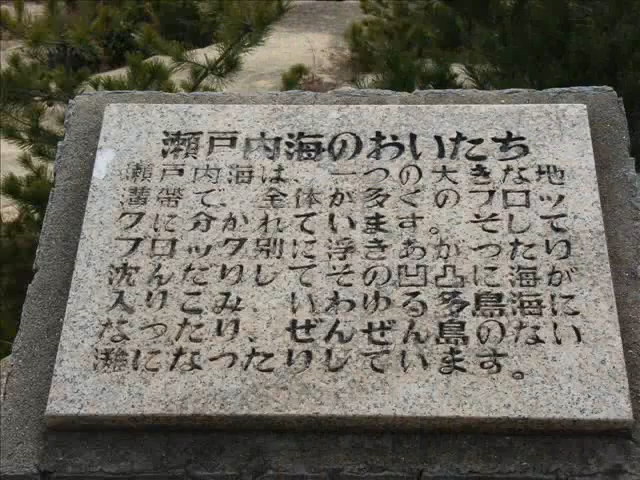 瀬戸内海のおいたち
瀬戸内海は、一つの大きな地
溝帯で、全体が多くのブロッ
クに分かれています。そして
ブロック別に浮きあがったり
沈んだりしてその凹凸に海が
入りこみ、いわゆる多島海に
なったり、ぜんぜん島のない
灘になったりしています。